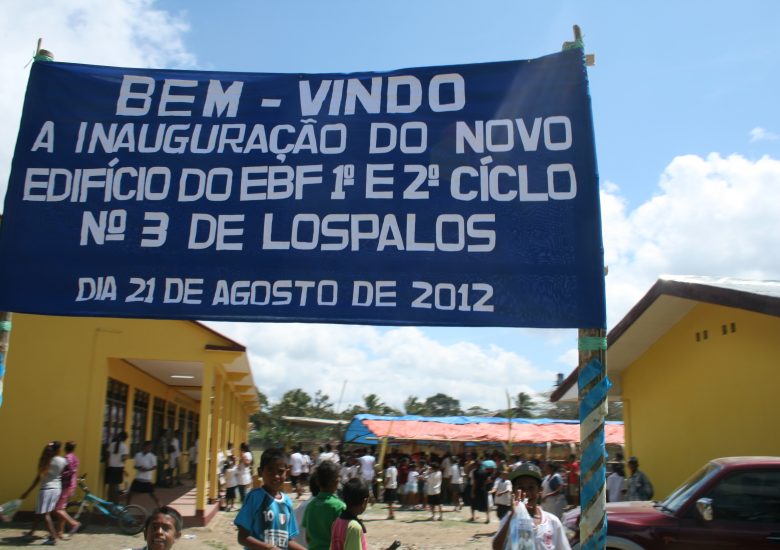 BEM - VINDO
A INAUGURAÇÃO DO NOVO
EDIFÍCIO DO EBF 1º E 2º CÍCLO
Nº 3 DE LOSPALOS
DIA 21 DE AGOSTO DE 2012